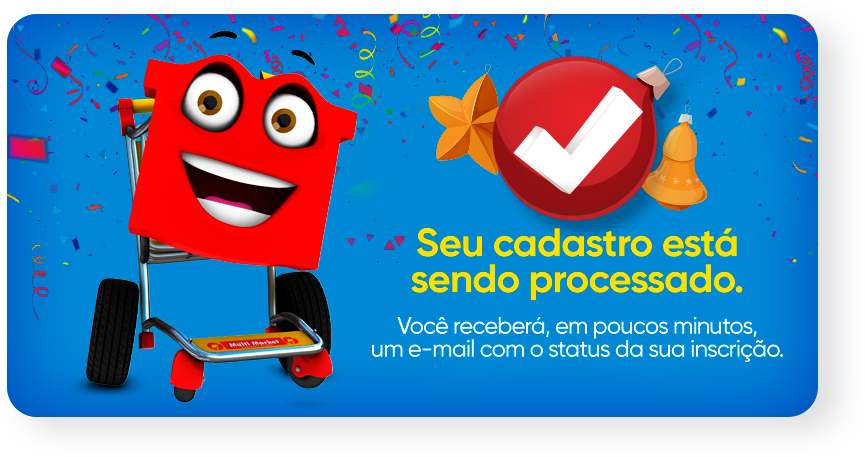 Seu cadastro está
sendo processado.
Você receberá, em poucos minutos,
um e-mail com o status da sua inscrição.
Multi Market